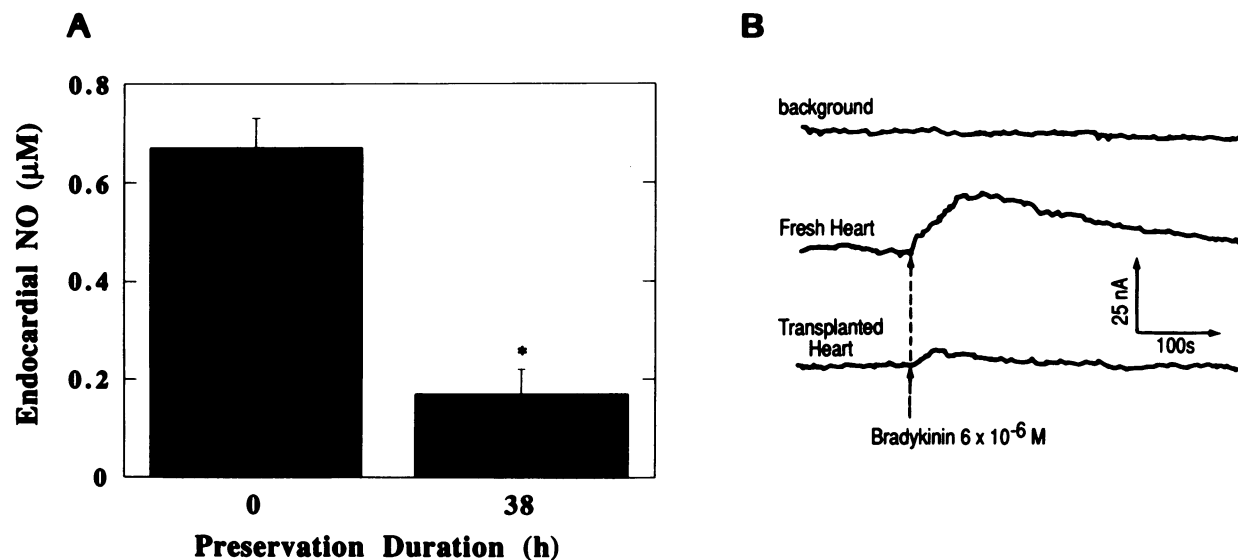 A
0.8
0.6
0.4
0.2
0
Endocardial NO (μM)
*
0
38
Preservation Duration (h)
B
background
Fresh Heart
Transplanted
Heart
25 nA
100s
Bradykinin 6 x 10⁻⁶ M